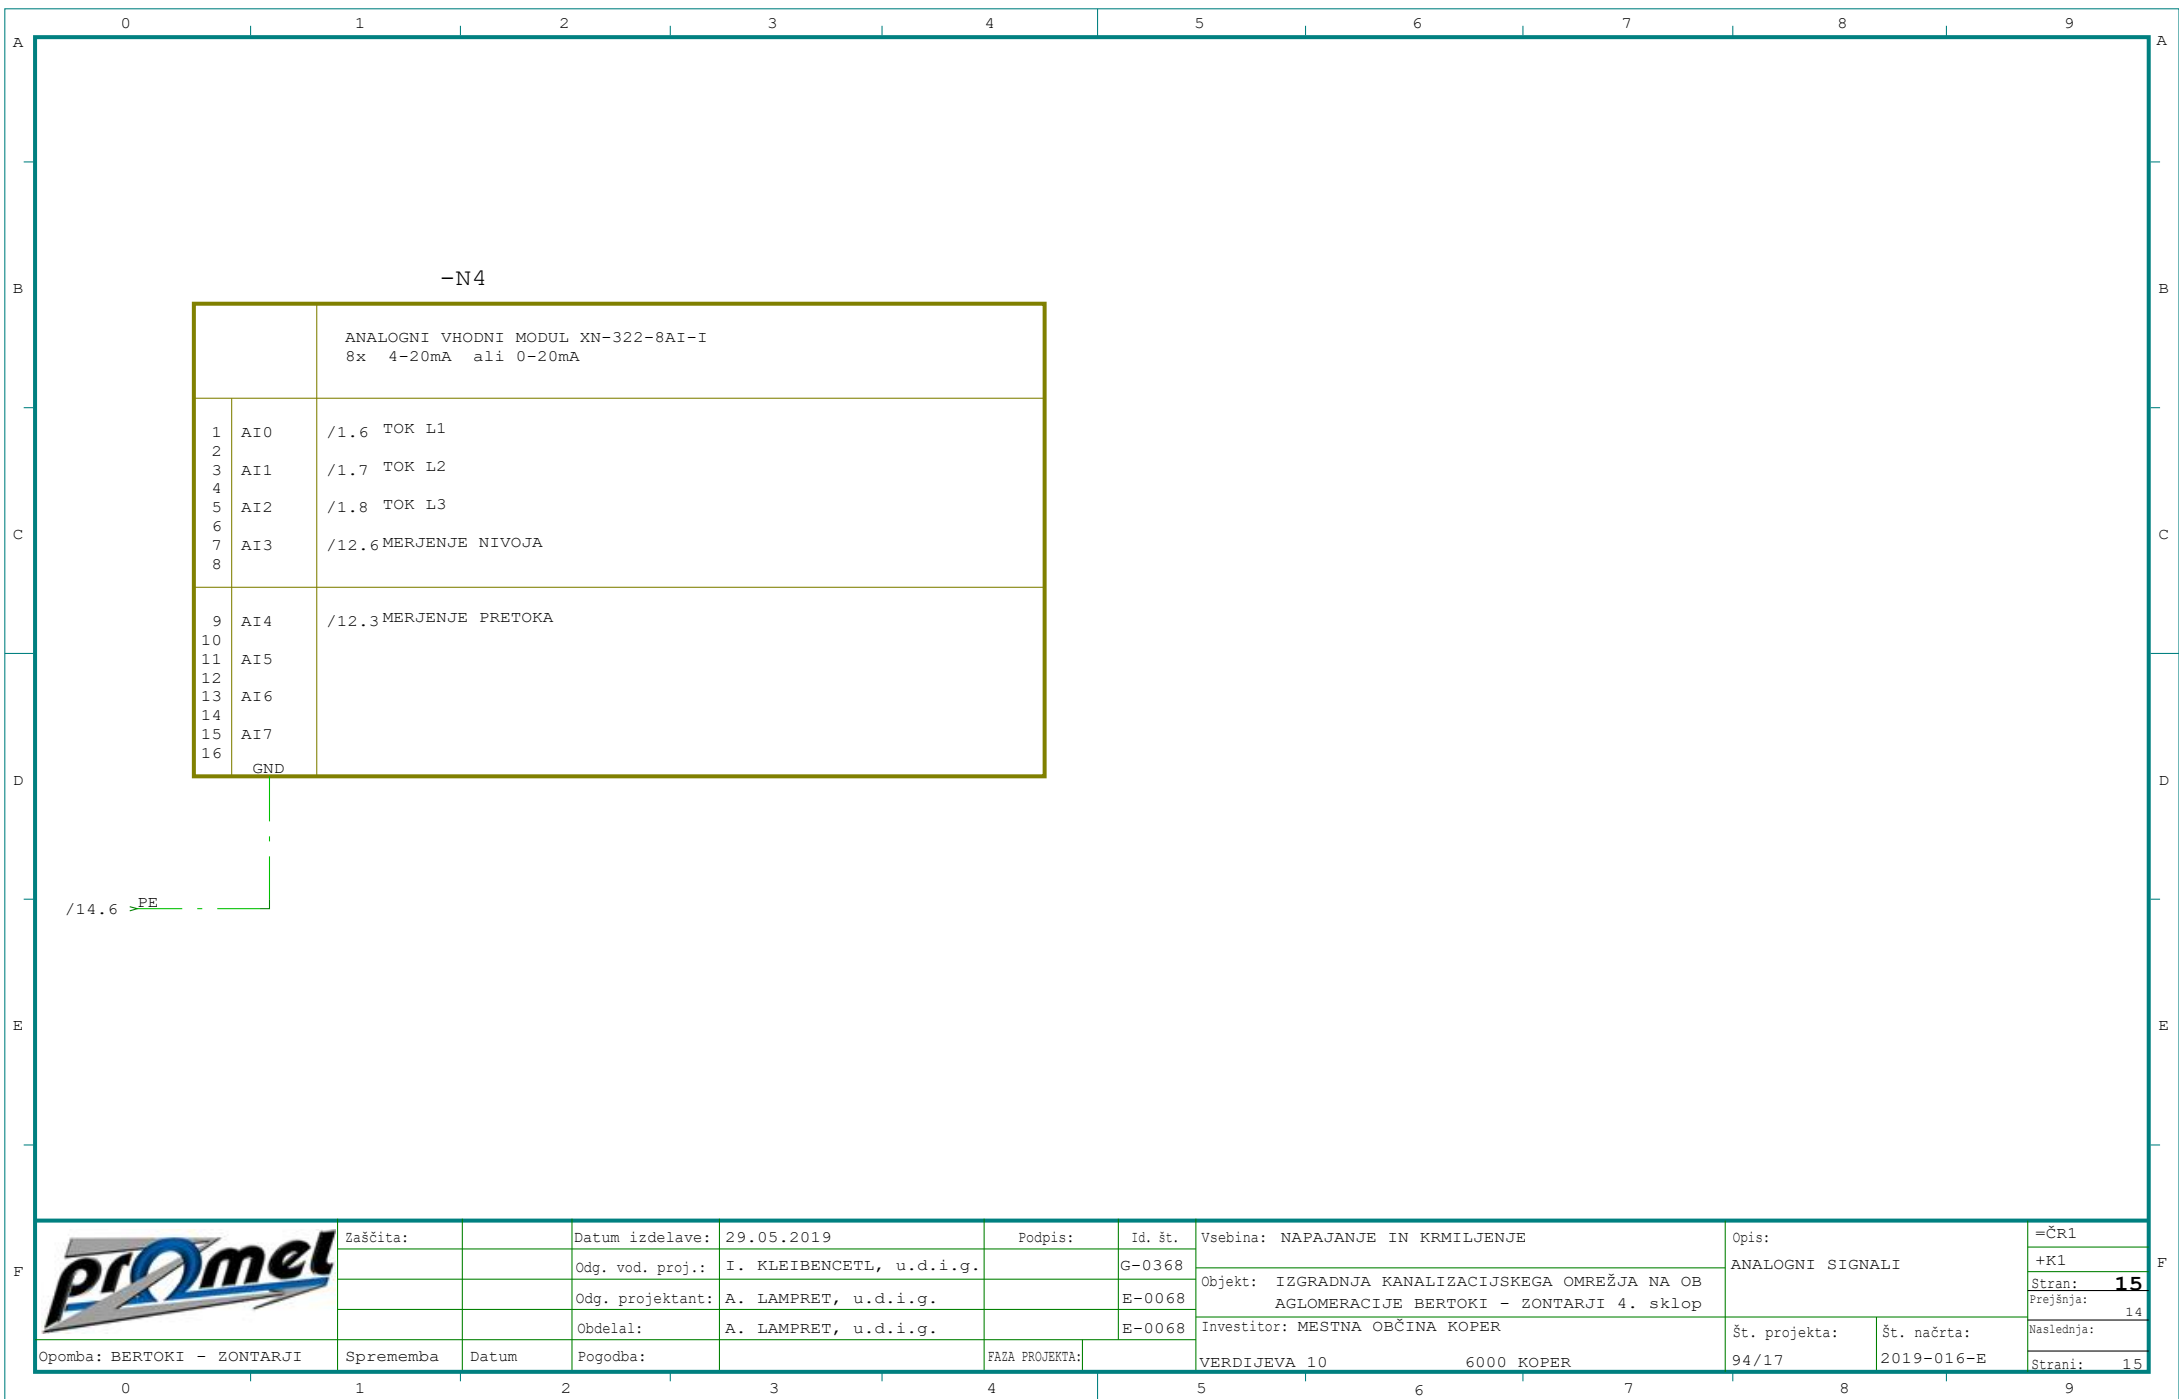 0 1 2 3 4 5 6 7 8 9
A A
-N4
B B
ANALOGNI VHODNI MODUL XN-322-8AI-I
8x 4-20mA ali 0-20mA
1 AI0 /1.6 TOK L1
2
3 AI1 /1.7 TOK L2
4
5 AI2 /1.8 TOK L3
6
C 7 AI3 /12.6 MERJENJE NIVOJA C
8
9 AI4 /12.3 MERJENJE PRETOKA
10
11 AI5
12
13 AI6
14
15 AI7
16
GND
D D
/14.6 PE
E E
promel Zaščita: Datum izdelave: 29.05.2019 Podpis: Id. št. Vsebina: NAPAJANJE IN KRMILJENJE Opis: =ČR1
F Odg. vod. proj.: I. KLEIBENCETL, u.d.i.g. G-0368 ANALOGNI SIGNALI +K1 F
Objekt: IZGRADNJA KANALIZACIJSKEGA OMREŽJA NA OB Stran: 15
Odg. projektant: A. LAMPRET, u.d.i.g. E-0068 AGLOMERACIJE BERTOKI - ZONTARJI 4. sklop Prejšnja: 14
Obdelal: A. LAMPRET, u.d.i.g. E-0068 Investitor: MESTNA OBČINA KOPER Št. projekta: Št. načrta: Naslednja:
Opomba: BERTOKI - ZONTARJI Sprememba Datum Pogodba: FAZA PROJEKTA: VERDIJEVA 10 6000 KOPER 94/17 2019-016-E Strani: 15
0 1 2 3 4 5 6 7 8 9